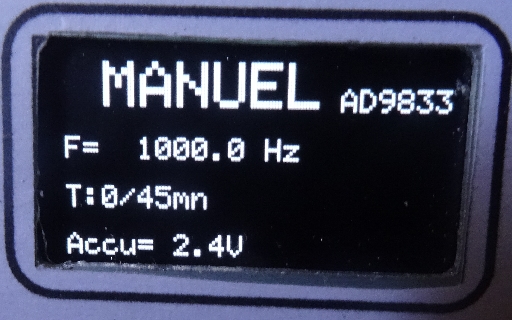 MANUEL AD9833
F= 1000.0 Hz
T:0/45mn
Accu= 2.4V